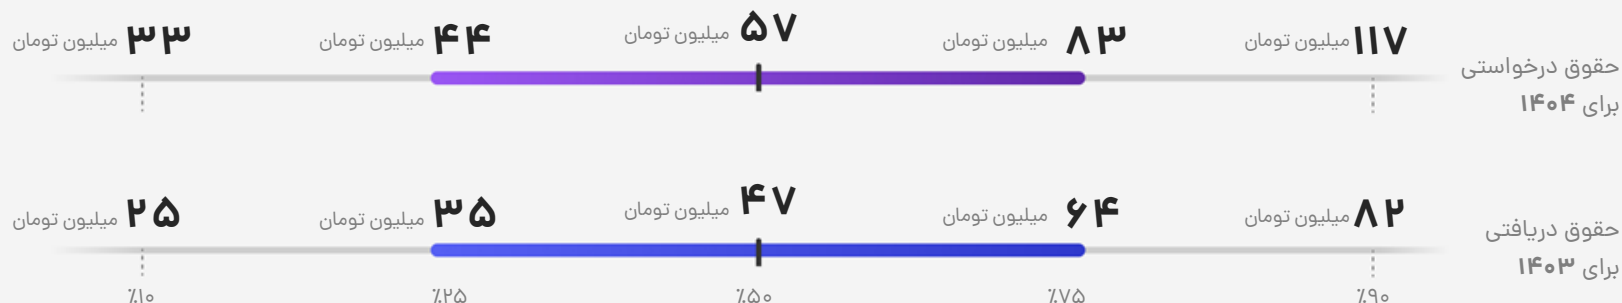 حقوق درخواستی
برای ۱۴۰۴
۱۱۷ میلیون تومان
۸۳ میلیون تومان
۵۷ میلیون تومان
۴۴ میلیون تومان
۳۳ میلیون تومان
حقوق دریافتی
برای ۱۴۰۳
۸۲ میلیون تومان
۶۴ میلیون تومان
۴۷ میلیون تومان
۳۵ میلیون تومان
۲۵ میلیون تومان
٪۹۰ ٪۷۵ ٪۵۰ ٪۲۵ ٪۱۰